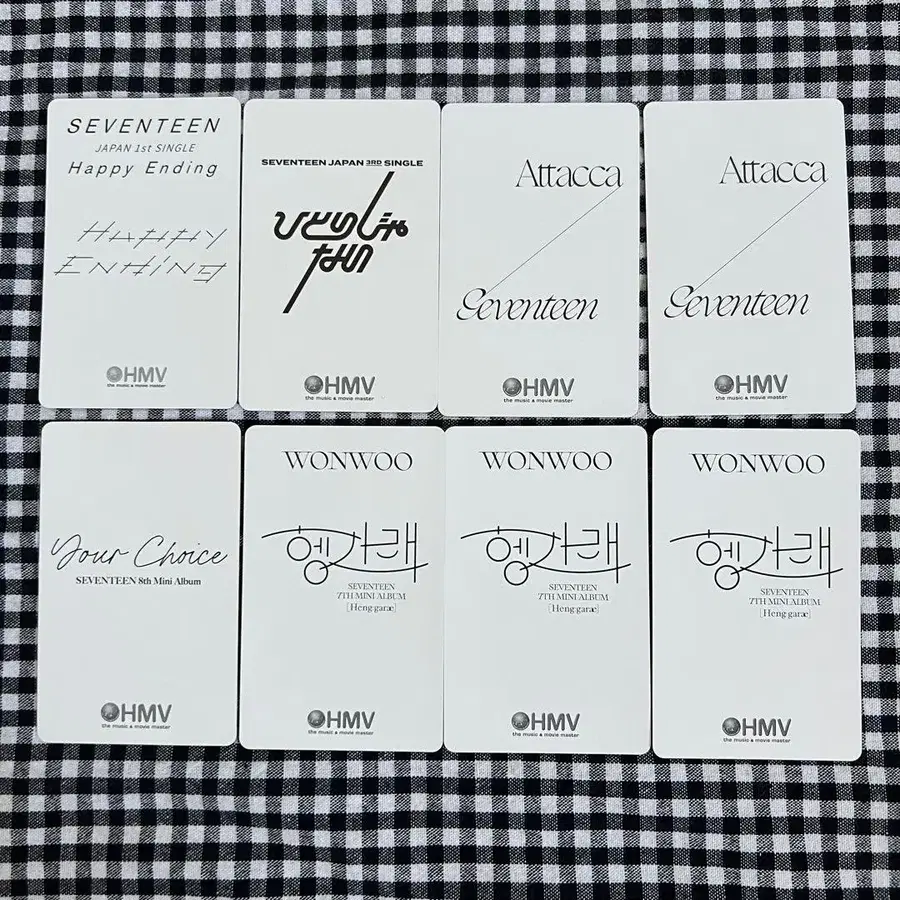 SEVENTEEN
JAPAN 1st SINGLE
Happy Ending
HAPPY
ENDING
HMV
the music & movie master
SEVENTEEN JAPAN 3RD SINGLE
ひとりじゃ
ない
HMV
the music & movie master
Attacca
Seventeen
HMV
the music & movie master
Attacca
Seventeen
HMV
the music & movie master
Your Choice
SEVENTEEN 8th Mini Album
HMV
the music & movie master
WONWOO
헹가래
SEVENTEEN
7TH MINI ALBUM
[Heng:garæ]
HMV
the music & movie master
WONWOO
헹가래
SEVENTEEN
7TH MINI ALBUM
[Heng:garæ]
HMV
the music & movie master
WONWOO
헹가래
SEVENTEEN
7TH MINI ALBUM
[Heng:garæ]
HMV
the music & movie master